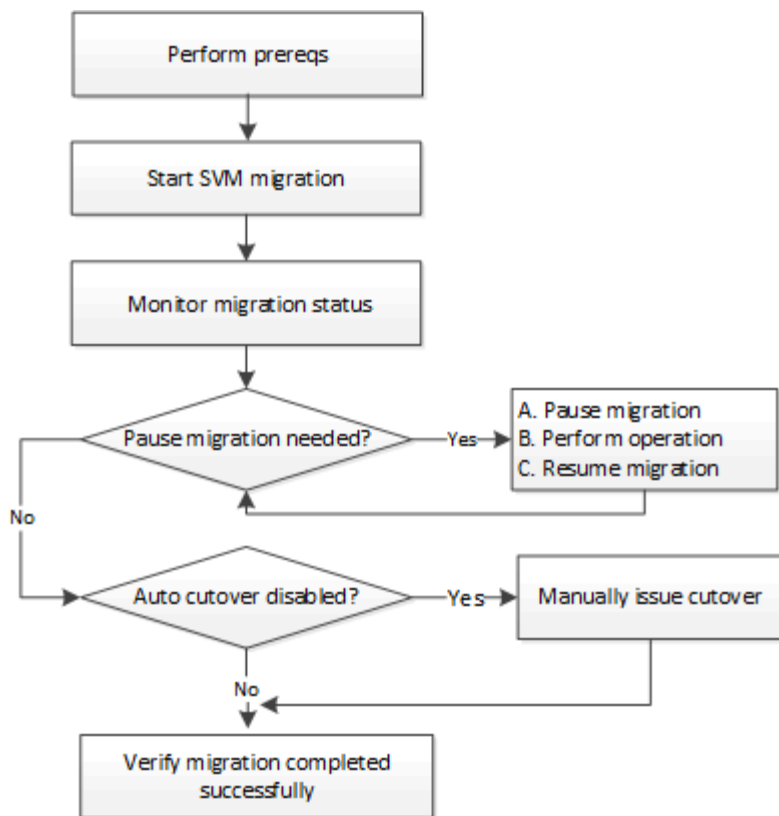 Perform prereqs
Start SVM migration
Monitor migration status
Pause migration needed?
Yes
A. Pause migration
B. Perform operation
C. Resume migration
No
Auto cutover disabled?
Yes
Manually issue cutover
No
Verify migration completed
successfully